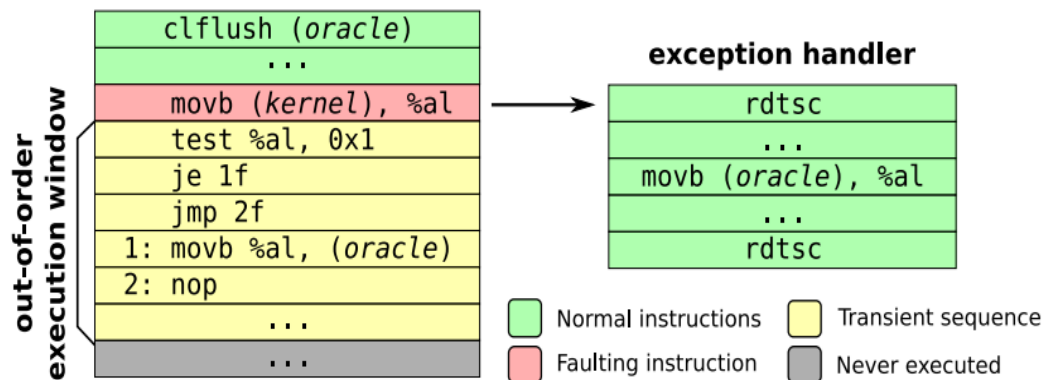 clflush (oracle)
...
movb (kernel), %al
test %al, 0x1
je 1f
jmp 2f
1: movb %al, (oracle)
2: nop
...
...
out-of-order
execution window
exception handler
rdtsc
...
movb (oracle), %al
...
rdtsc
Normal instructions
Transient sequence
Faulting instruction
Never executed